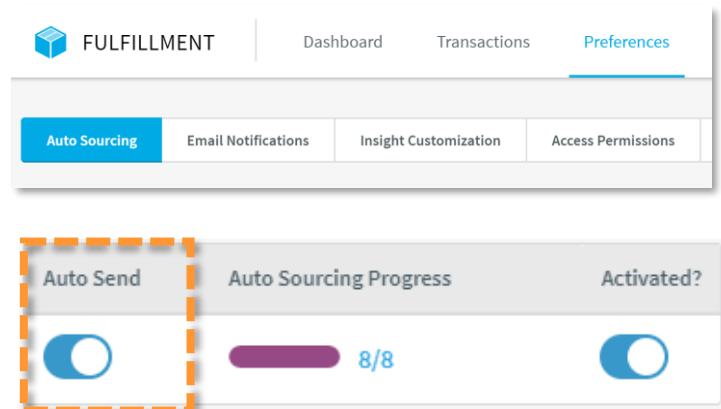 FULFILLMENT Dashboard Transactions Preferences
Auto Sourcing Email Notifications Insight Customization Access Permissions
Auto Send Auto Sourcing Progress Activated?
8/8